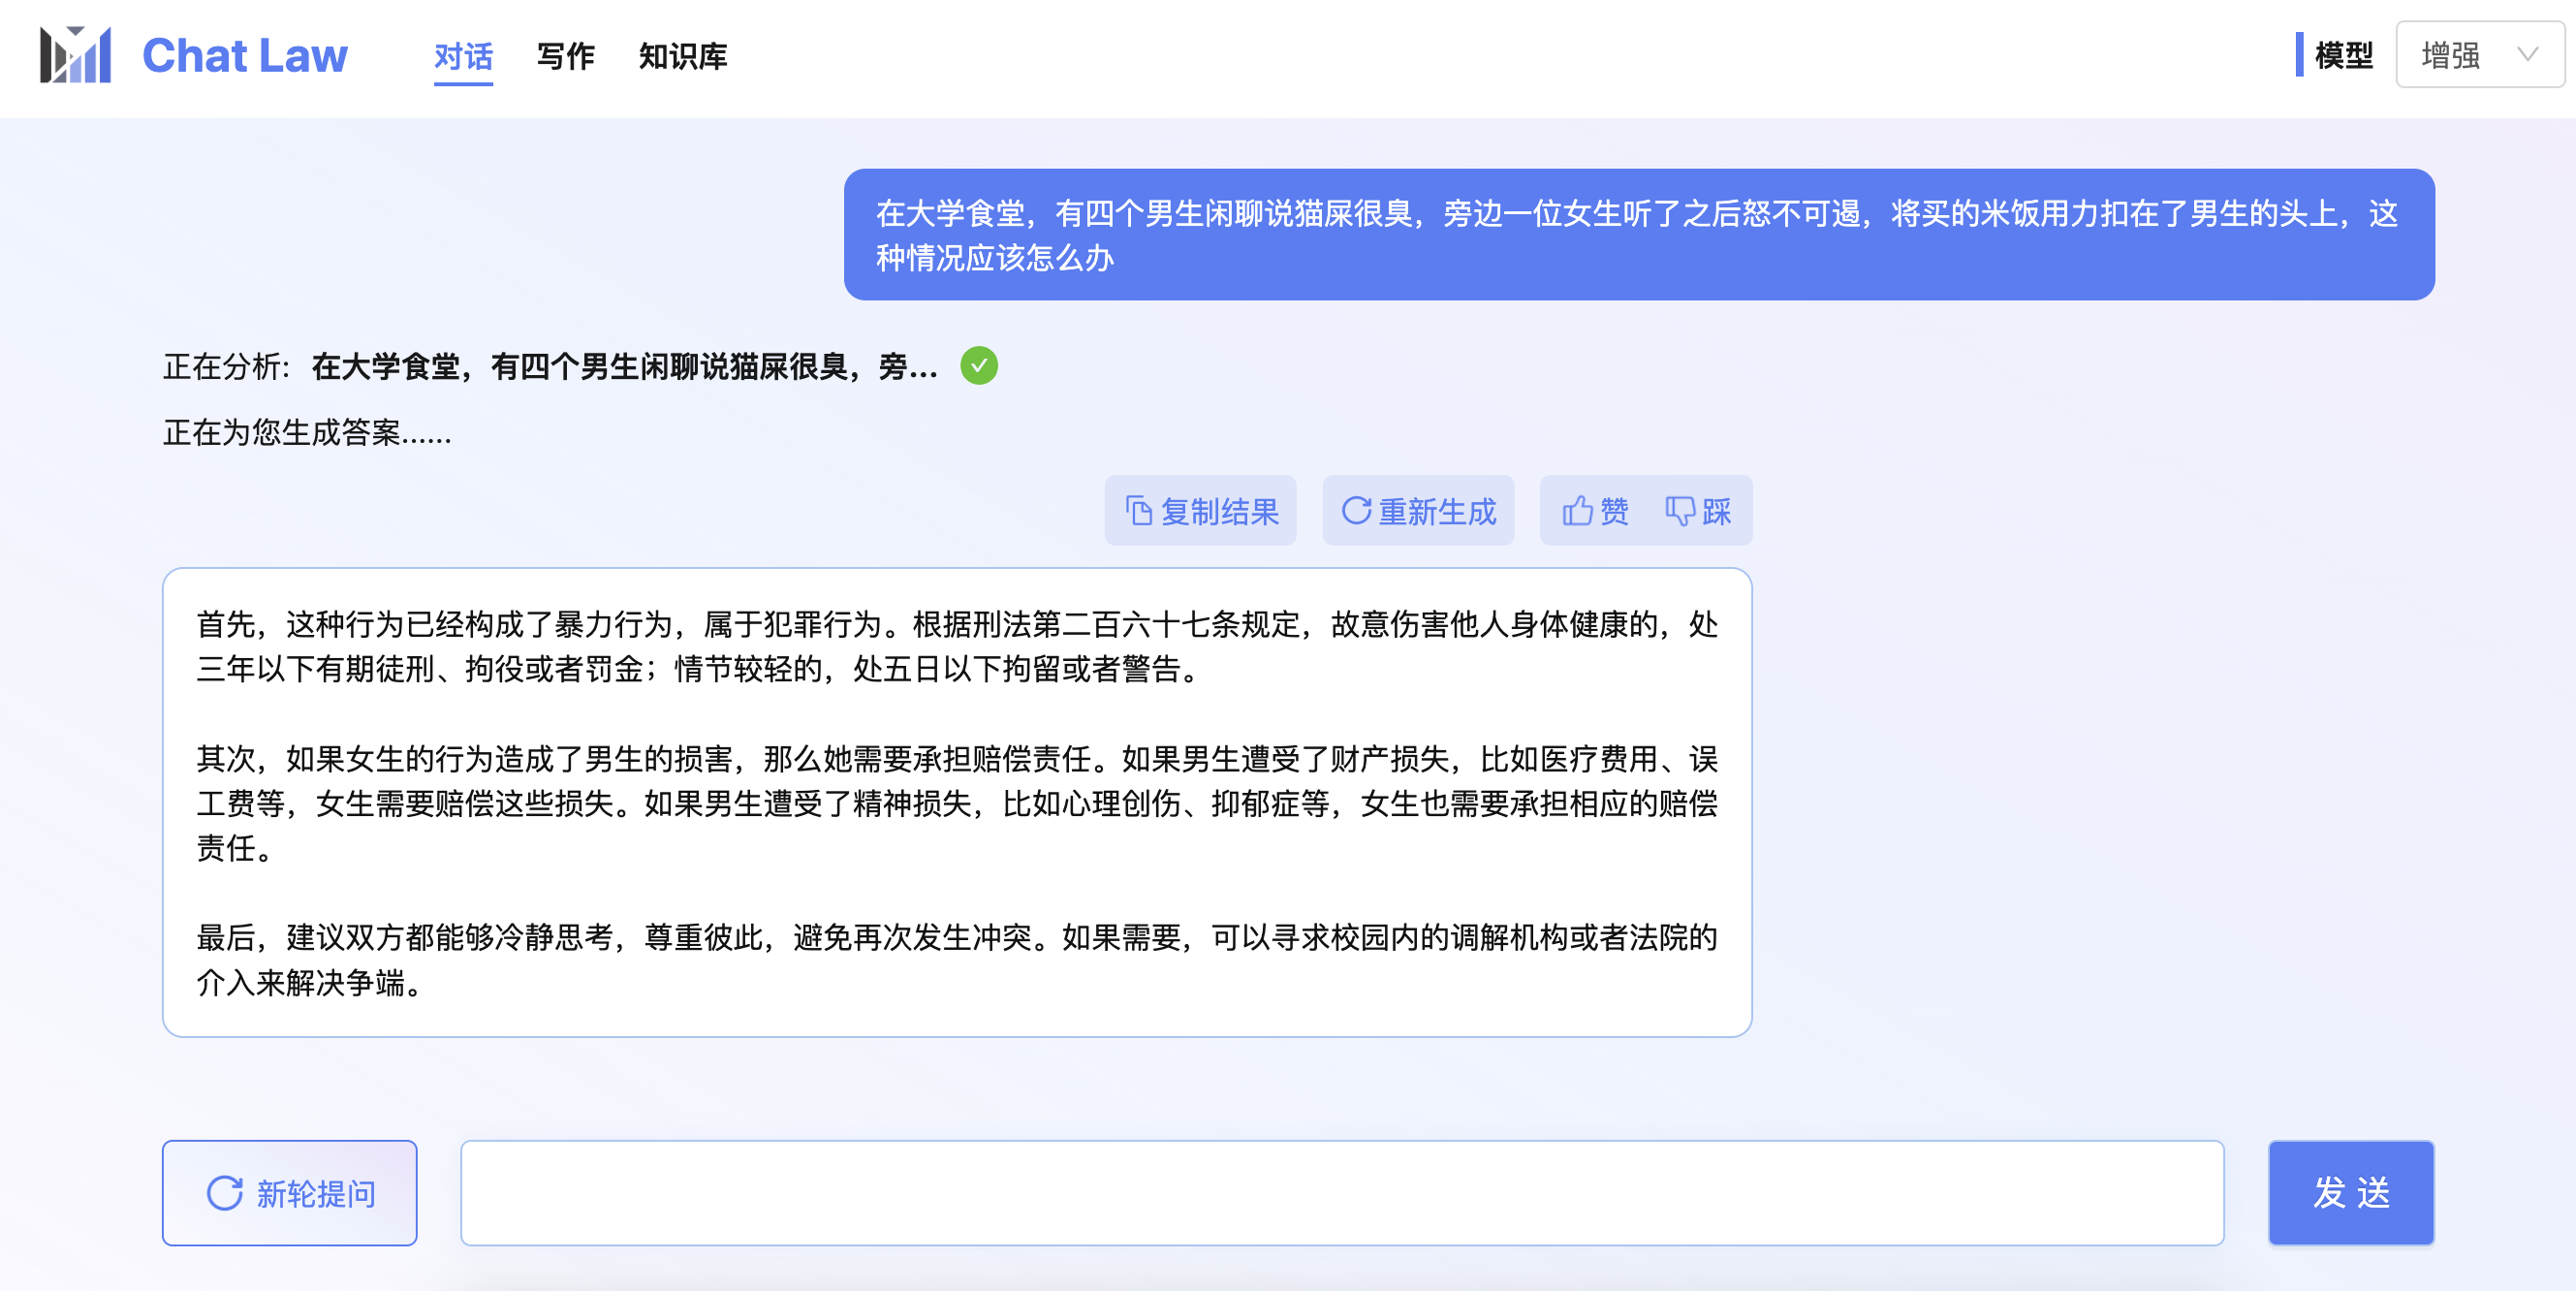 Chat Law
对话 写作 知识库
模型 增强
在大学食堂，有四个男生闲聊说猫屎很臭，旁边一位女生听了之后怒不可遏，将买的米饭用力扣在了男生的头上，这
种情况应该怎么办
正在分析：在大学食堂，有四个男生闲聊说猫屎很臭，旁...
正在为您生成答案......
复制结果 重新生成 赞 踩
首先，这种行为已经构成了暴力行为，属于犯罪行为。根据刑法第二百六十七条规定，故意伤害他人身体健康的，处
三年以下有期徒刑、拘役或者罚金；情节较轻的，处五日以下拘留或者警告。
其次，如果女生的行为造成了男生的损害，那么她需要承担赔偿责任。如果男生遭受了财产损失，比如医疗费用、误
工费等，女生需要赔偿这些损失。如果男生遭受了精神损失，比如心理创伤、抑郁症等，女生也需要承担相应的赔偿
责任。
最后，建议双方都能够冷静思考，尊重彼此，避免再次发生冲突。如果需要，可以寻求校园内的调解机构或者法院的
介入来解决争端。
新轮提问 发 送